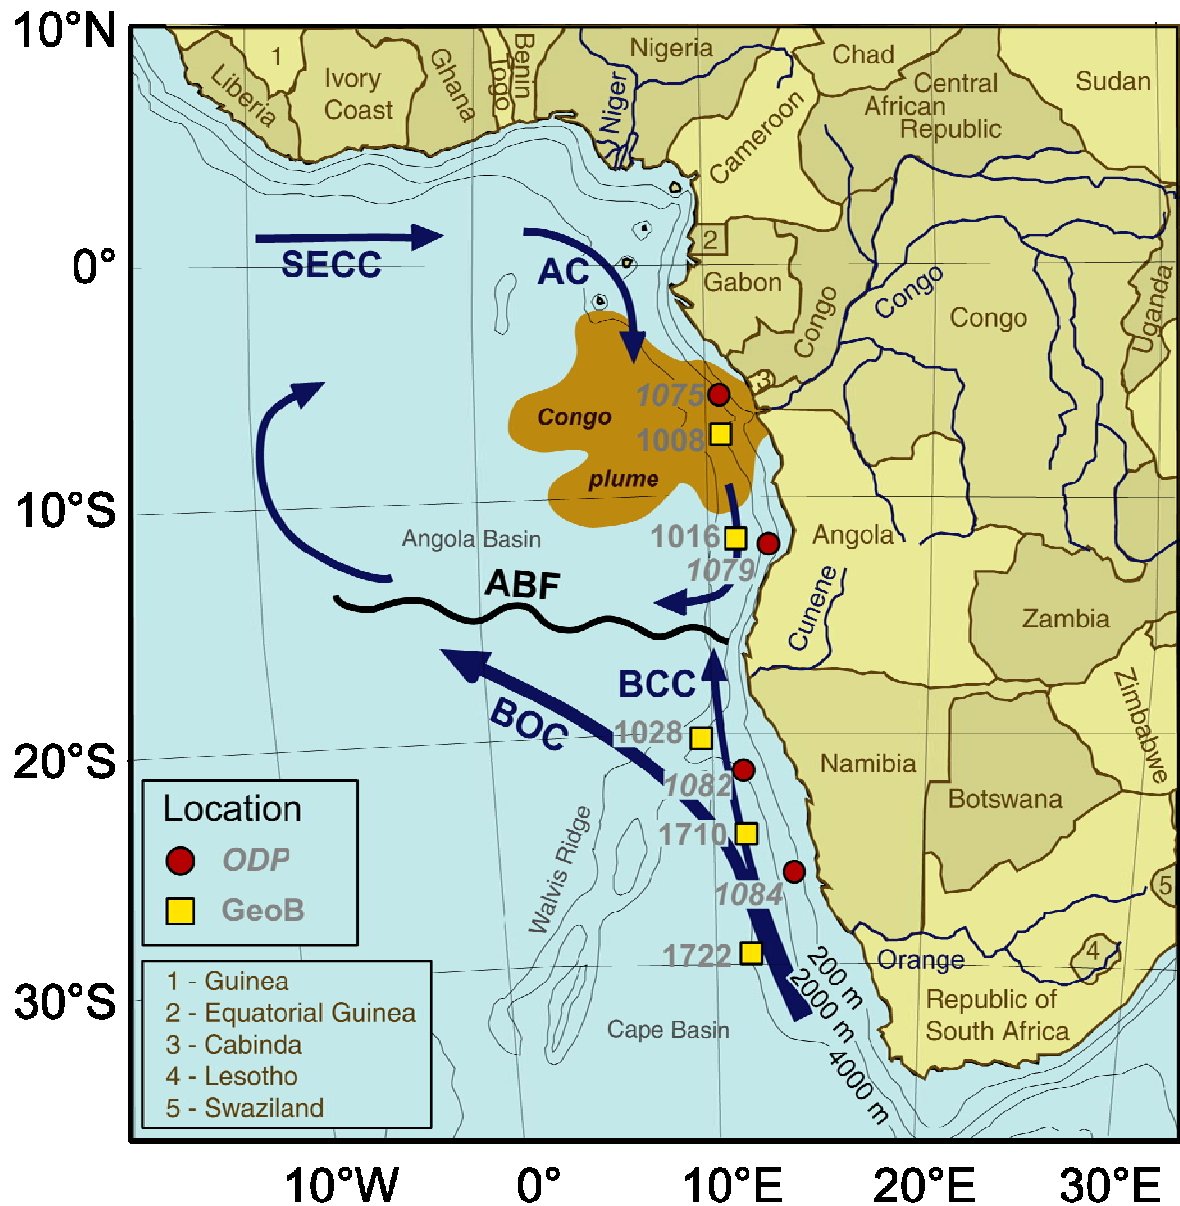 10°N
0°
10°S
20°S
30°S
10°W
0°
10°E
20°E
30°E
1
Liberia
Ivory
Coast
Ghana
Togo
Benin
Nigeria
Niger
Cameroon
Chad
Central
African
Republic
Sudan
2
Gabon
Congo
Congo
Congo
Uganda
3
SECC
AC
1075
Congo
1008
plume
1016
1079
Angola Basin
Angola
ABF
Cunene
Zambia
Zimbabwe
BCC
BOC
1028
1082
1710
1084
1722
Namibia
Botswana
Walvis Ridge
5
4
Orange
Republic of
South Africa
Cape Basin
200 m
2000 m
4000 m
Location
ODP
GeoB
1 - Guinea
2 - Equatorial Guinea
3 - Cabinda
4 - Lesotho
5 - Swaziland